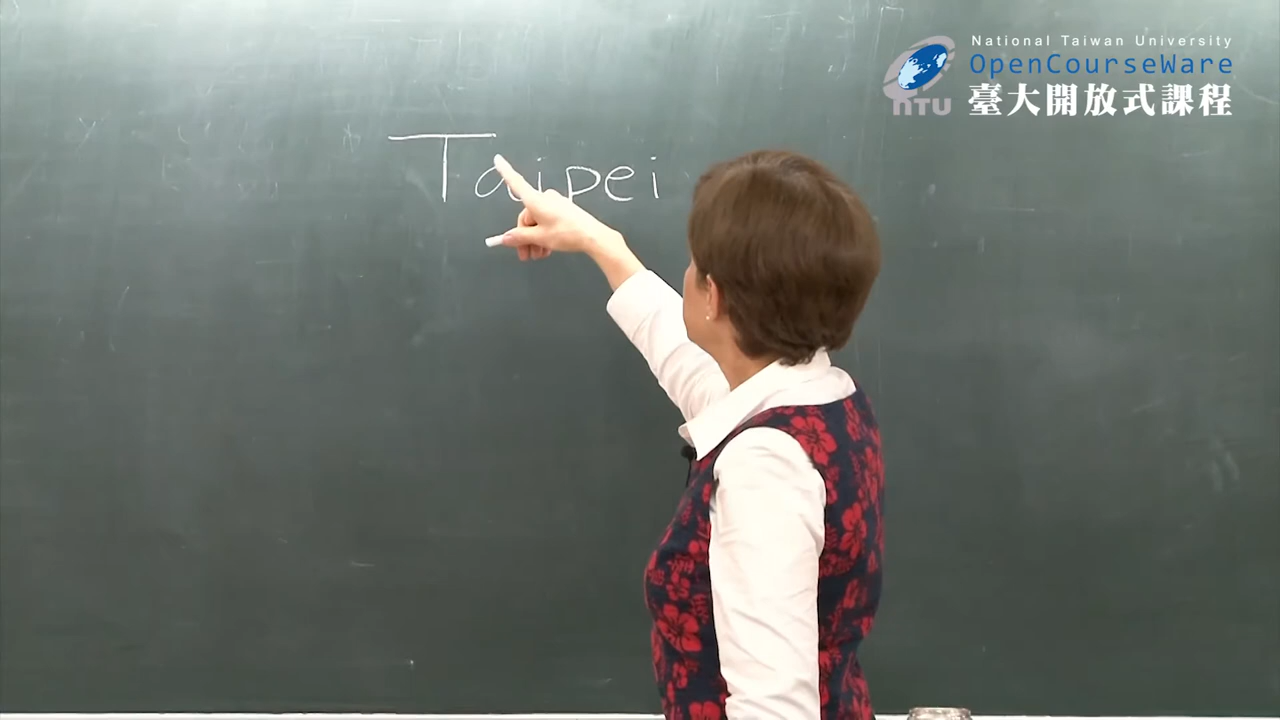 National Taiwan University
OpenCourseWare
臺大開放式課程
NTU
Taipei